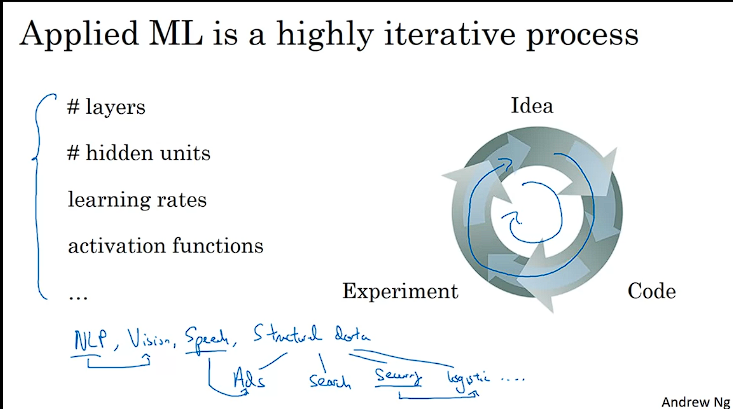 Applied ML is a highly iterative process
# layers
# hidden units
learning rates
activation functions
...
Idea
Experiment
Code
NLP, Vision, Speech, Structured data
Ads Search Security logistic ....
Andrew Ng